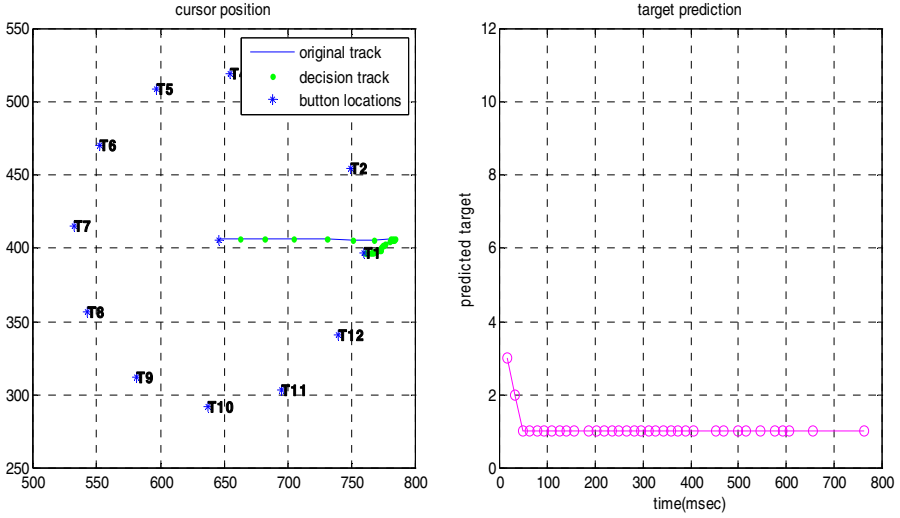 cursor position
550
500
450
400
350
300
250
500
550
600
650
700
750
800
original track
decision track
button locations
T5
T6
T2
T7
T1
T8
T12
T9
T11
T10
target prediction
12
10
8
6
4
2
0
predicted target
0
100
200
300
400
500
600
700
800
time(msec)